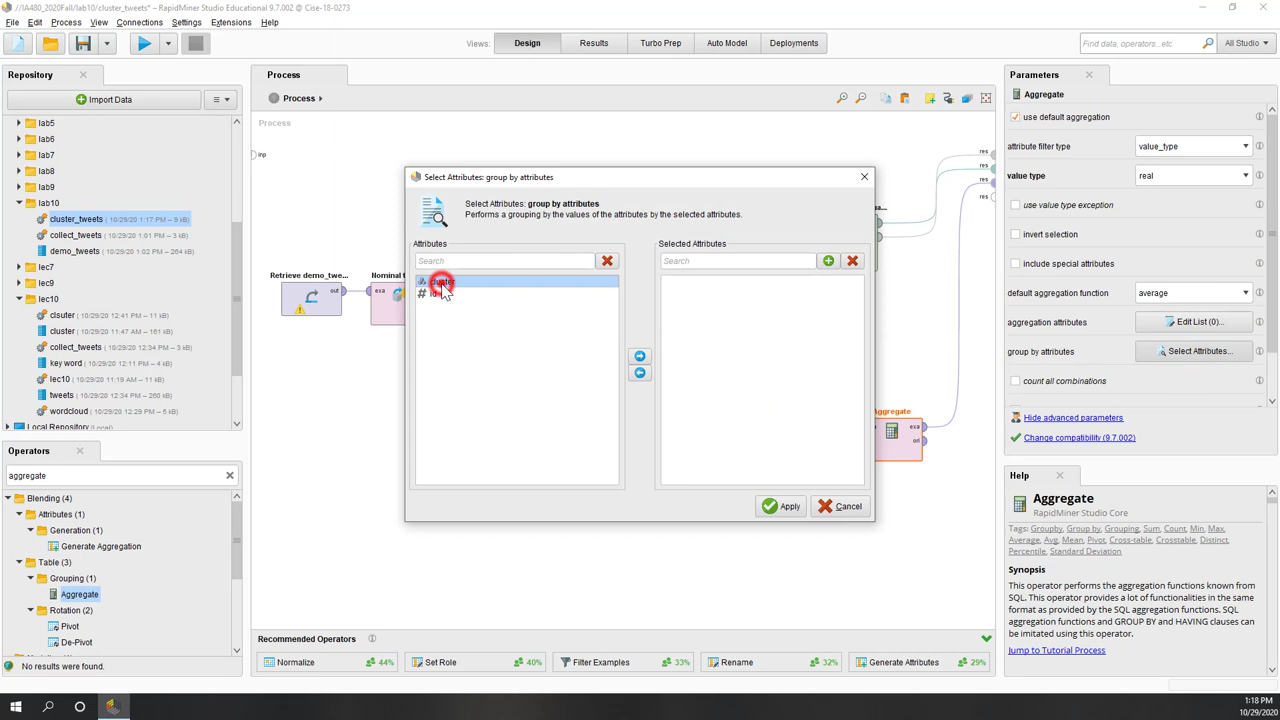 //IA480_2020Fall/lab10/cluster_tweets* – RapidMiner Studio Educational 9.7.002 @ Cise-18-0273
File Edit Process View Connections Settings Extensions Help
Views: Design Results Turbo Prep Auto Model Deployments
Find data, operators...etc All Studio
Repository
Import Data
lab5
lab6
lab7
lab8
lab9
lab10
cluster_tweets (10/29/20 1:17 PM – 9 kB)
collect_tweets (10/29/20 1:01 PM – 3 kB)
demo_tweets (10/29/20 1:01 PM – 112 kB)
lec7
lec9
lec10
clsuter (10/29/20 12:41 PM – 11 kB)
cluster (10/29/20 11:47 AM – 161 kB)
collect_tweets (10/29/20 12:34 PM – 3 kB)
key word (10/29/20 12:11 PM – 4 kB)
lec10 (10/29/20 11:19 AM – 11 kB)
tweets (10/29/20 12:34 PM – 260 kB)
wordcloud (10/29/20 12:29 PM – 6 kB)
Local Repository
Operators
aggregate
Blending (4)
Attributes (1)
Generation (1)
Generate Aggregation
Table (3)
Grouping (1)
Aggregate
Rotation (2)
Pivot
De-Pivot
No results were found.
Process
Process
Process
inp
Retrieve demo_twe...
out
Nominal t
exa
res
res
res
res
Aggregate
exa
ori
Select Attributes: group by attributes
Select Attributes: group by attributes
Performs a grouping by the values of the attributes by the selected attributes.
Attributes
Search
cluster
Selected Attributes
Search
Apply
Cancel
Recommended Operators
Normalize 44%
Set Role 40%
Filter Examples 33%
Rename 32%
Generate Attributes 29%
Parameters
Aggregate
use default aggregation
attribute filter type value_type
value type real
use value type exception
invert selection
include special attributes
default aggregation function average
aggregation attributes Edit List (0)...
group by attributes Select Attributes...
count all combinations
Hide advanced parameters
Change compatibility (9.7.002)
Help
Aggregate
RapidMiner Studio Core
Tags: Groupby, Group by, Grouping, Sum, Count, Min, Max,
Average, Avg, Mean, Pivot, Cross-table, Crosstable, Distinct,
Percentile, Standard Deviation
Synopsis
This operator performs the aggregation functions known from
SQL. This operator provides a lot of functionalities in the same
format as provided by the SQL aggregation functions. SQL
aggregation functions and GROUP BY and HAVING clauses can
be imitated using this operator.
Jump to Tutorial Process
1:18 PM
10/29/2020